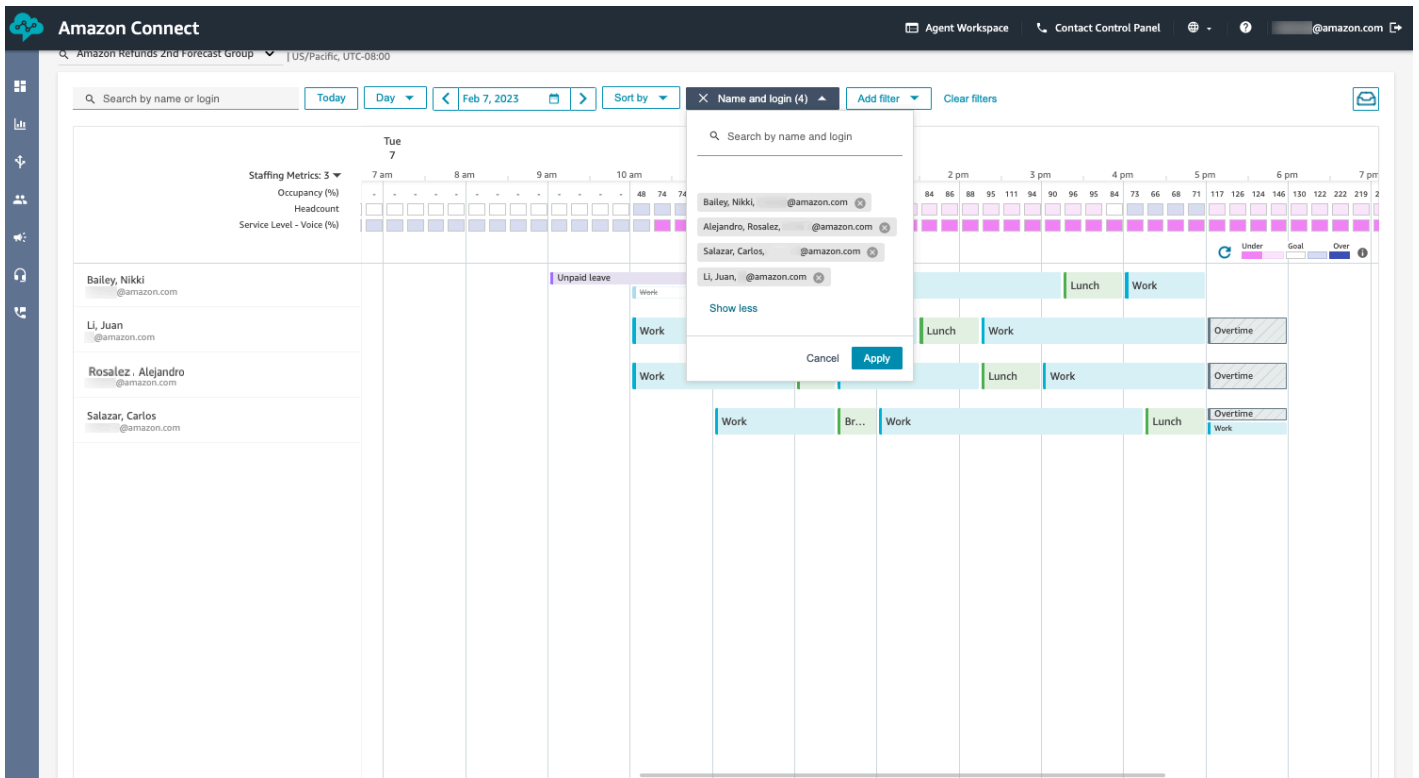 Amazon Connect
Agent Workspace
Contact Control Panel
@amazon.com
Amazon Refunds 2nd Forecast Group
| US/Pacific, UTC-08:00
Search by name or login
Today
Day
Feb 7, 2023
Sort by
Name and login (4)
Add filter
Clear filters
Search by name and login
Bailey, Nikki, @amazon.com
Alejandro, Rosalez, @amazon.com
Salazar, Carlos, @amazon.com
Li, Juan, @amazon.com
Show less
Cancel
Apply
Tue
7
Staffing Metrics: 3
7 am 8 am 9 am 10 am 2 pm 3 pm 4 pm 5 pm 6 pm 7 pm
Occupancy (%)
- - - - - - - - - - - - - 48 74 74 84 86 88 95 111 94 90 96 95 84 73 66 68 71 117 126 124 146 130 122 222 219
Headcount
Service Level - Voice (%)
Under Goal Over
Bailey, Nikki
@amazon.com
Unpaid leave
Work
Lunch
Work
Li, Juan
@amazon.com
Work
Lunch
Work
Overtime
Rosalez, Alejandro
@amazon.com
Work
Lunch
Work
Overtime
Salazar, Carlos
@amazon.com
Work
Br...
Work
Lunch
Overtime
Work